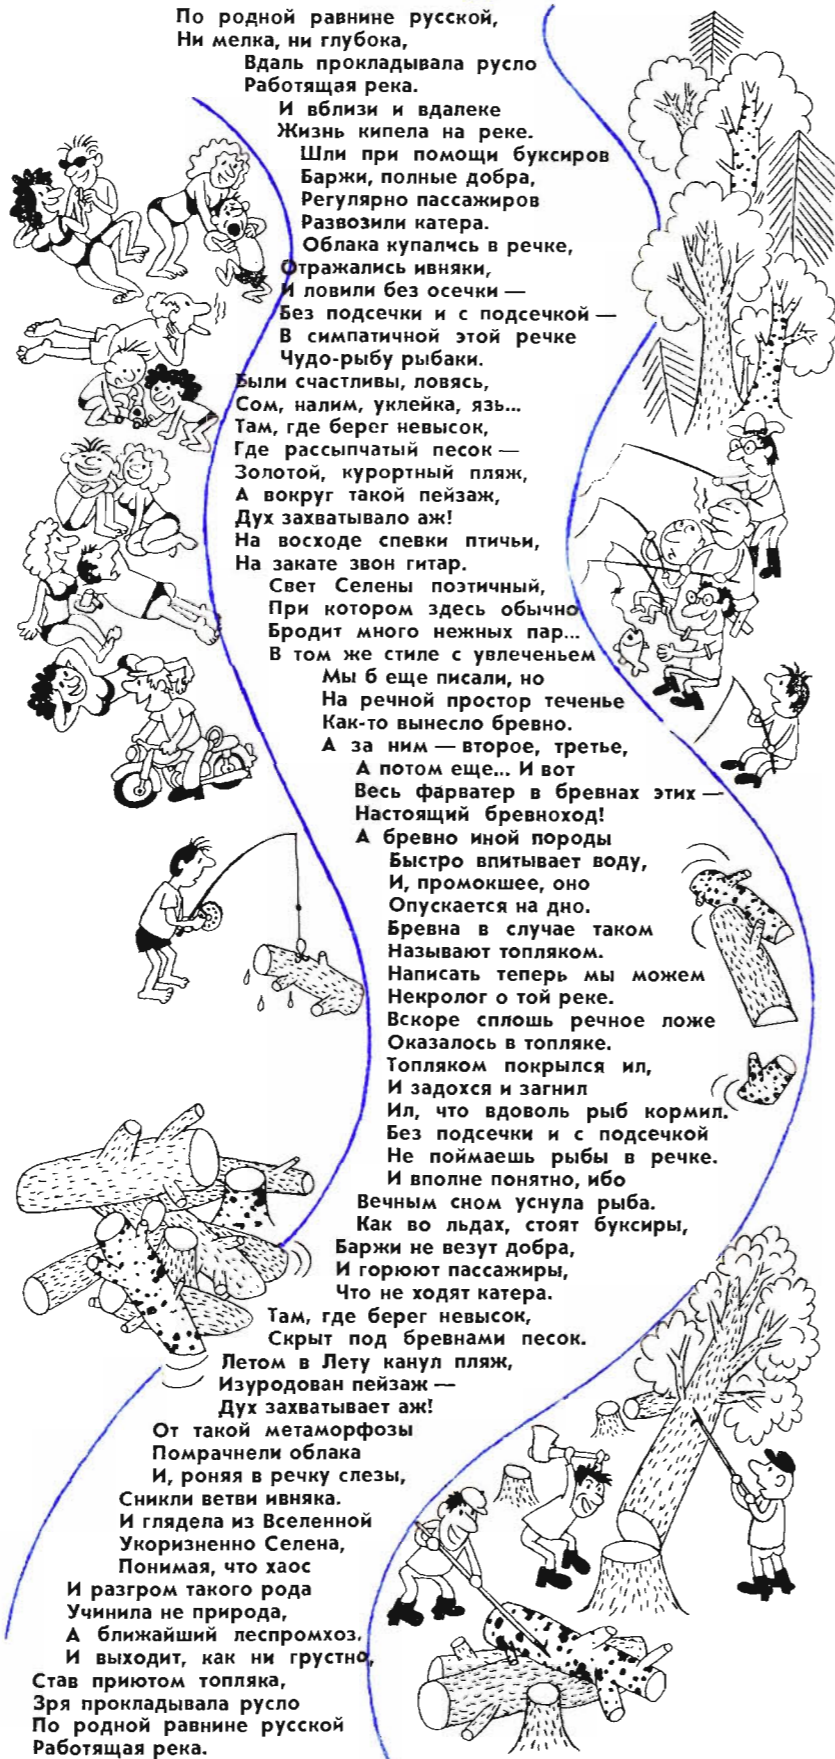 По родной равнине русской,
Ни мелка, ни глубока,
Вдаль прокладывала русло
Работящая река.
И вблизи и вдалеке
Жизнь кипела на реке.
Шли при помощи буксиров
Баржи, полные добра,
Регулярно пассажиров
Развозили катера.
Облака купались в речке,
Отражались ивняки,
И ловили без осечки —
Без подсечки и с подсечкой —
В симпатичной этой речке
Чудо-рыбу рыбаки.
Были счастливы, ловясь,
Сом, налим, уклейка, язь...
Там, где берег невысок,
Где рассыпчатый песок —
Золотой, курортный пляж,
А вокруг такой пейзаж,
Дух захватывало аж!
На восходе спевки птичьи,
На закате звон гитар.
Свет Селены поэтичный,
При котором здесь обычно
Бродит много нежных пар...
В том же стиле с увлеченьем
Мы б еще писали, но
На речной простор теченье
Как-то вынесло бревно.
А за ним — второе, третье,
А потом еще... И вот
Весь фарватер в бревнах этих —
Настоящий бревноход!
А бревно иной породы
Быстро впитывает воду,
И, промокшее, оно
Опускается на дно.
Бревна в случае таком
Называют топляком.
Написать теперь мы можем
Некролог о той реке.
Вскоре сплошь речное ложе
Оказалось в топляке.
Топляком покрылся ил,
И задохся и загнил
Ил, что вдоволь рыб кормил.
Без подсечки и с подсечкой
Не поймаешь рыбы в речке.
И вполне понятно, ибо
Вечным сном уснула рыба.
Как во льдах, стоят буксиры,
Баржи не везут добра,
И горюют пассажиры,
Что не ходят катера.
Там, где берег невысок,
Скрыт под бревнами песок.
Летом в Лету канул пляж,
Изуродован пейзаж —
Дух захватывает аж!
От такой метаморфозы
Помрачнели облака
И, роняя в речку слезы,
Сникли ветви ивняка.
И глядела из Вселенной
Укоризненно Селена,
Понимая, что хаос
И разгром такого рода
Учинила не природа,
А ближайший леспромхоз.
И выходит, как ни грустно,
Став приютом топляка,
Зря прокладывала русло
По родной равнине русской
Работящая река.